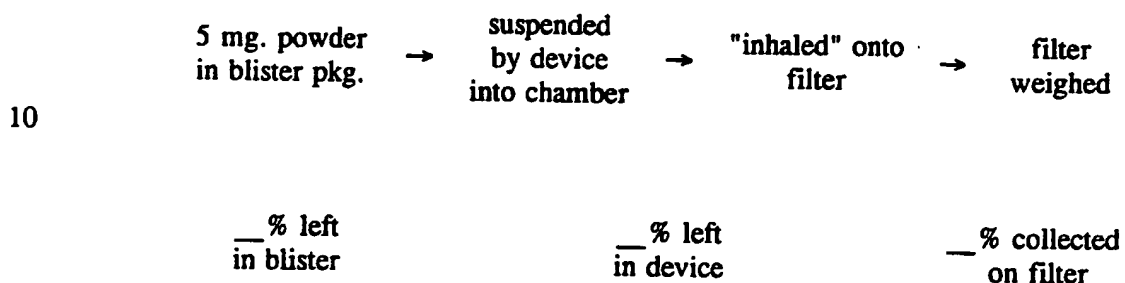 5 mg. powder
in blister pkg.
→
suspended
by device
into chamber
→
"inhaled" onto
filter
→
filter
weighed
10
__% left
in blister
__% left
in device
__% collected
on filter